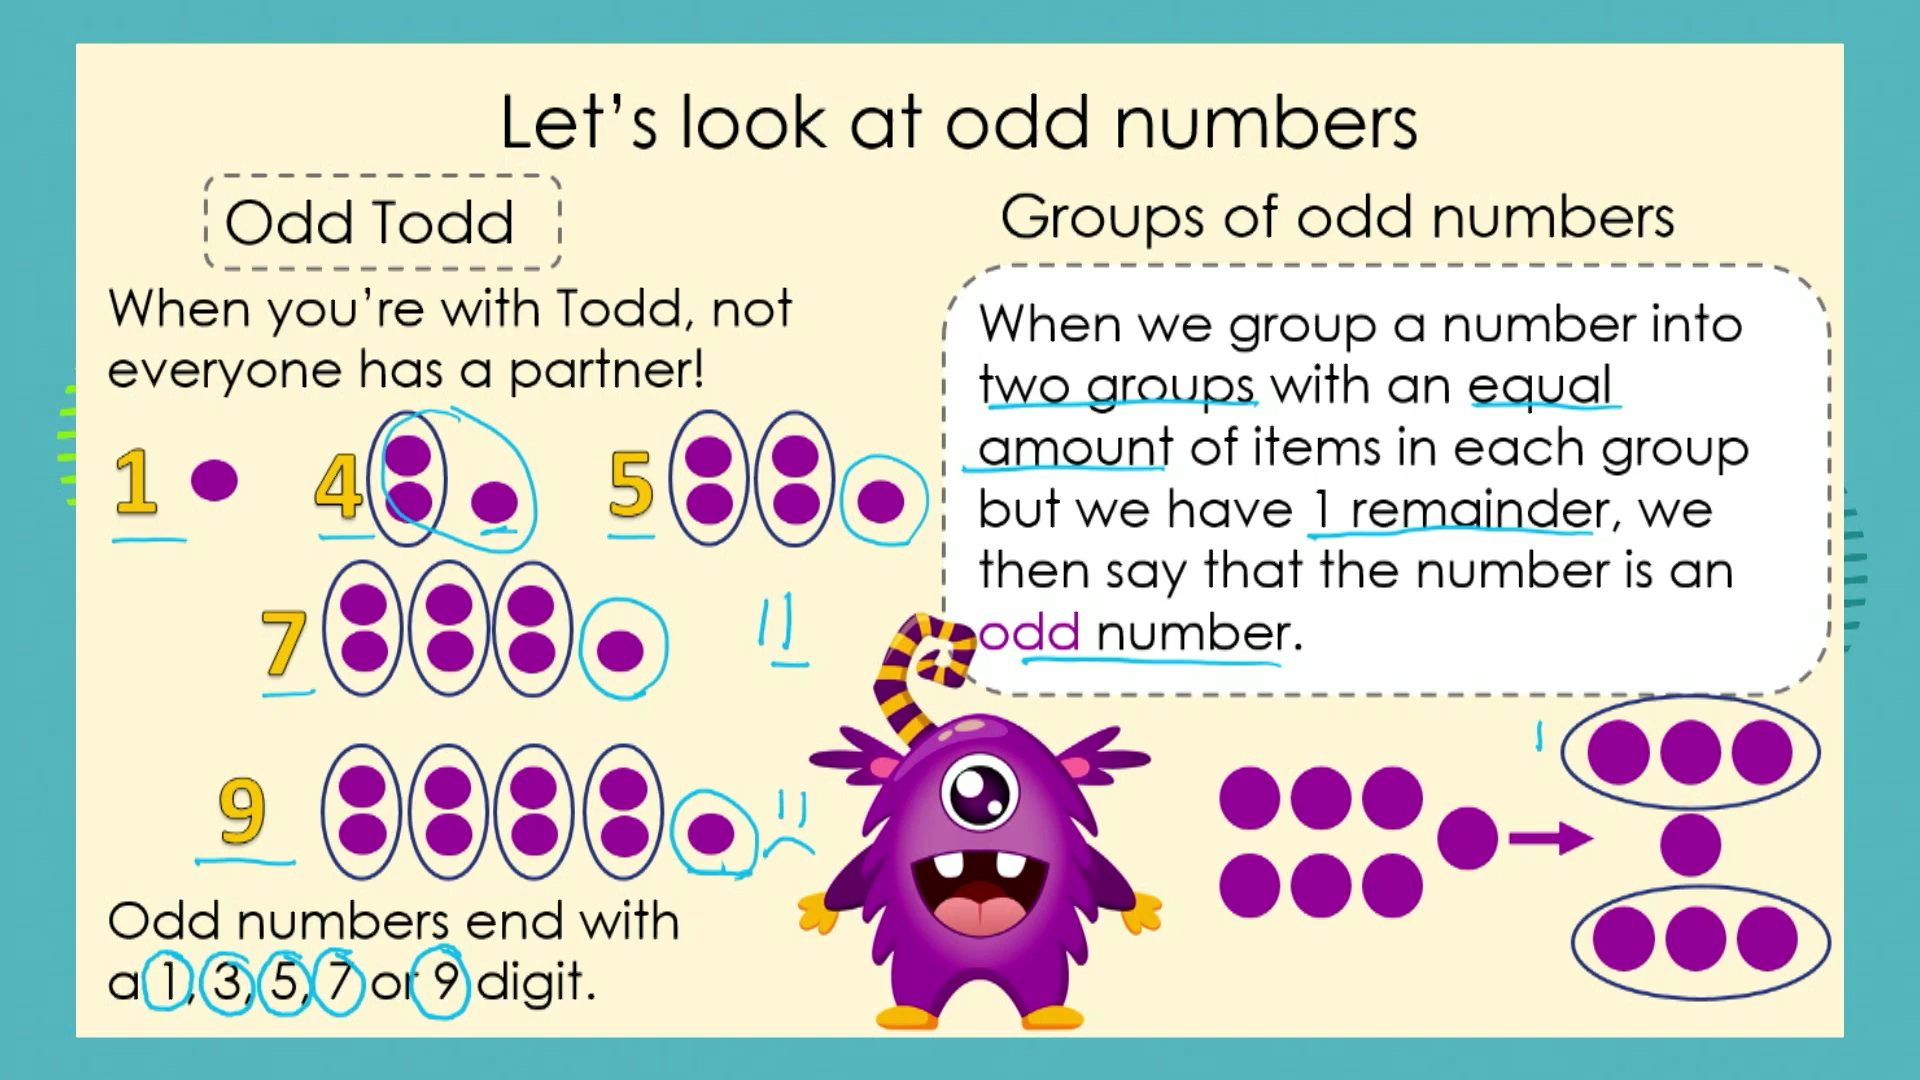 Let's look at odd numbers
Odd Todd
When you're with Todd, not
everyone has a partner!
1
4
5
7
11
9
Odd numbers end with
a 1, 3, 5, 7 or 9 digit.
Groups of odd numbers
When we group a number into
two groups with an equal
amount of items in each group
but we have 1 remainder, we
then say that the number is an
odd number.
1